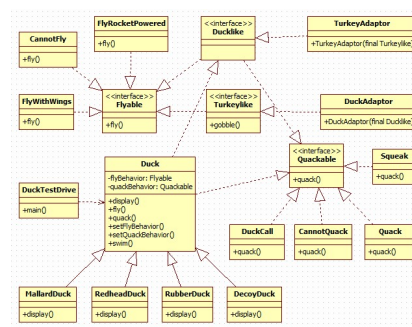 CannotFly
+fly()
FlyRocketPowered
+fly()
<<interface>>
Ducklike
TurkeyAdaptor
+TurkeyAdaptor(final Turkeylike)
FlyWithWings
+fly()
<<interface>>
Flyable
+fly()
<<interface>>
Turkeylike
+gobble()
DuckAdaptor
+DuckAdaptor(final Ducklike)
<<interface>>
Quackable
+quack()
Squeak
+quack()
Duck
-flyBehavior: Flyable
-quackBehavior: Quackable
+display()
+fly()
+quack()
+setFlyBehavior()
+setQuackBehavior()
+swim()
DuckTestDrive
+main()
DuckCall
+quack()
CannotQuack
+quack()
Quack
+quack()
MallardDuck
+display()
RedheadDuck
+display()
RubberDuck
+display()
DecoyDuck
+display()